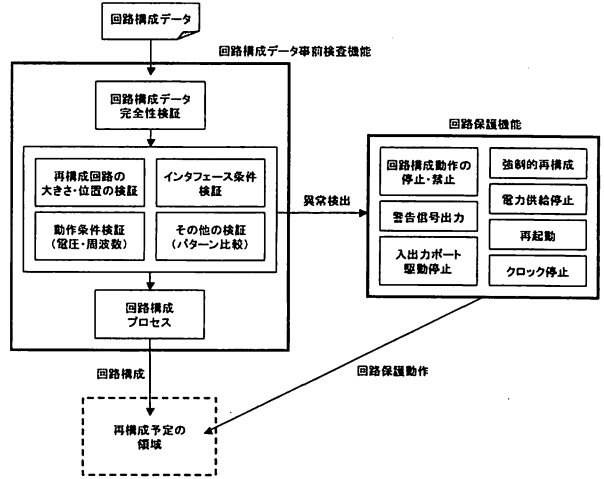 回路構成データ
回路構成データ事前検査機能
回路構成データ
完全性検証
再構成回路の
大きさ・位置の検証
インタフェース条件
検証
動作条件検証
(電圧・周波数)
その他の検証
(パターン比較)
回路構成
プロセス
回路構成
再構成予定の
領域
異常検出
回路保護機能
回路構成動作の
停止・禁止
警告信号出力
入出力ポート
駆動停止
強制的再構成
電力供給停止
再起動
クロック停止
回路保護動作